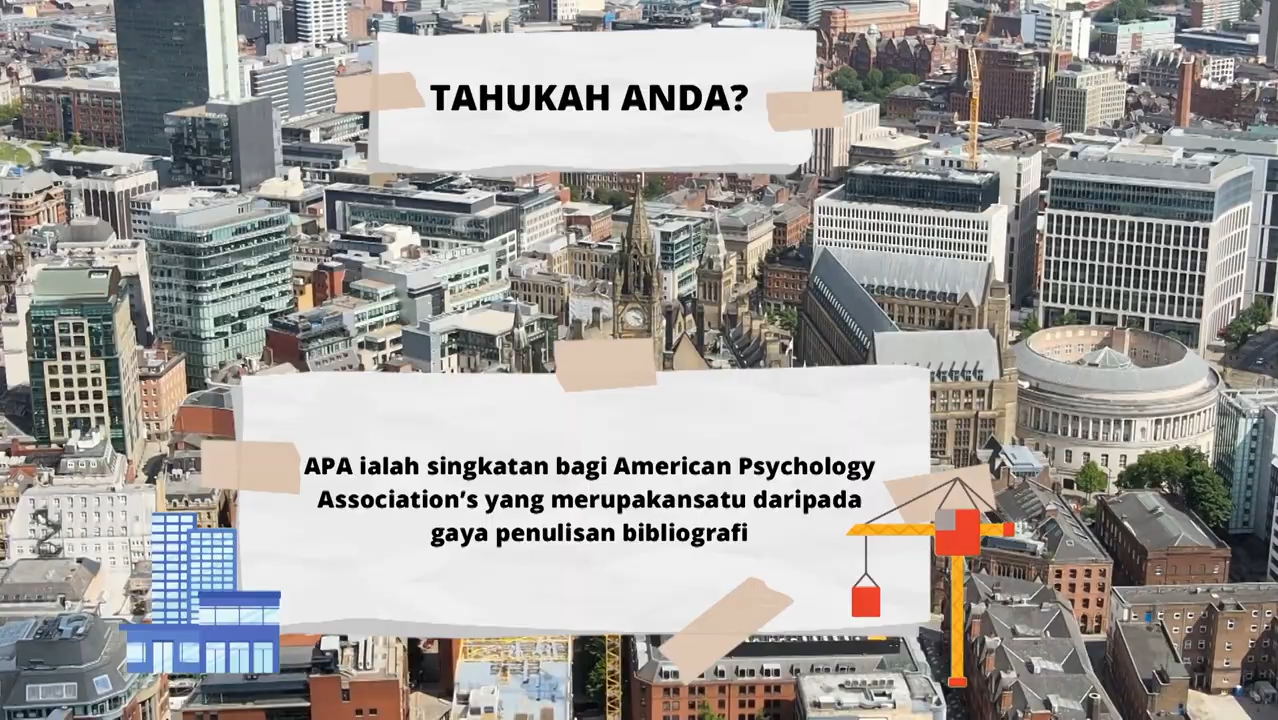 TAHUKAH ANDA?
APA ialah singkatan bagi American Psychology
Association’s yang merupakansatu daripada
gaya penulisan bibliografi